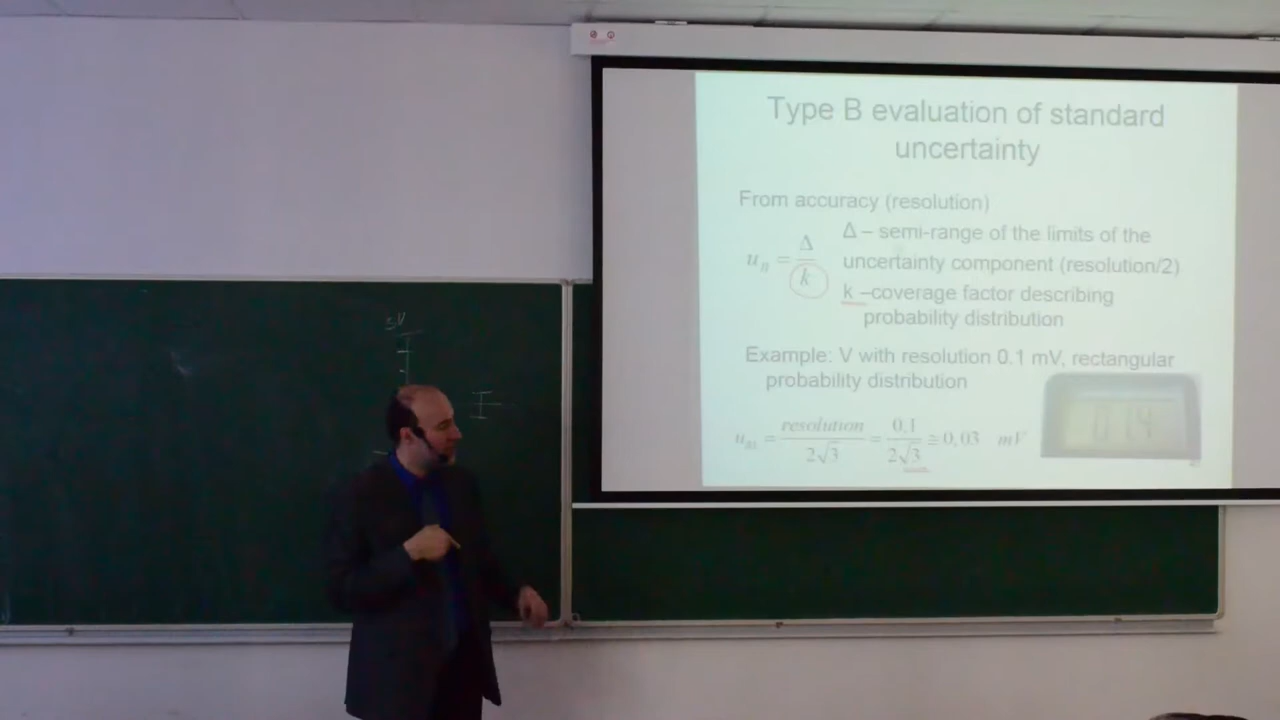 Type B evaluation of standard
uncertainty
From accuracy (resolution)
u_B = Δ / k
Δ – semi-range of the limits of the
uncertainty component (resolution/2)
k –coverage factor describing
probability distribution
Example: V with resolution 0.1 mV, rectangular
probability distribution
= resolution / 2√3 = 0,1 / 2√3 ≅ 0,03 mV
5V